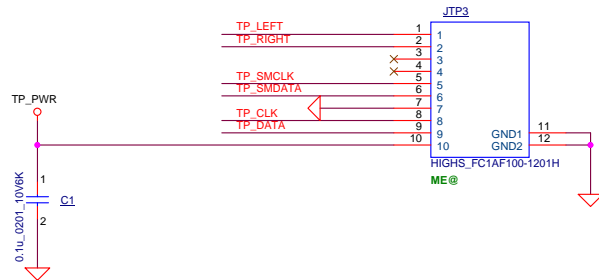 JTP3
TP_LEFT 1 1
TP_RIGHT 2 2
3 3
4 4
TP_SMCLK 5 5
TP_SMDATA 6 6
7 7
TP_CLK 8 8
TP_DATA 9 9 GND1 11
10 10 GND2 12
TP_PWR
HIGHS_FC1AF100-1201H
ME@
1
C1
2
0.1u_0201_10V6K